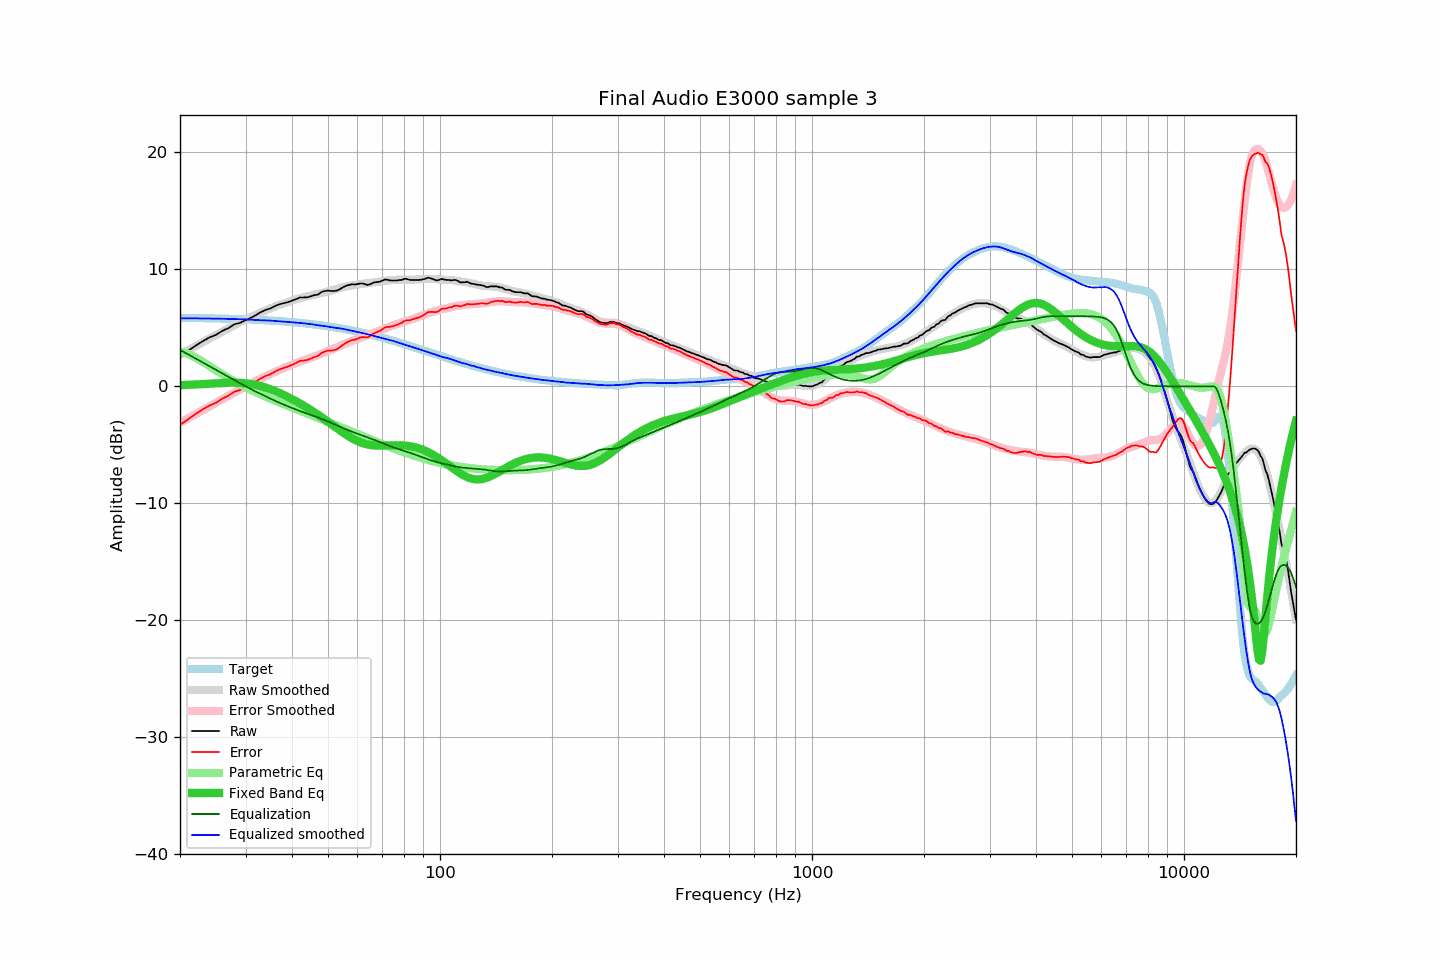 Final Audio E3000 sample 3
Amplitude (dBr)
20
10
0
−10
−20
−30
−40
Target
Raw Smoothed
Error Smoothed
Raw
Error
Parametric Eq
Fixed Band Eq
Equalization
Equalized smoothed
100
1000
10000
Frequency (Hz)